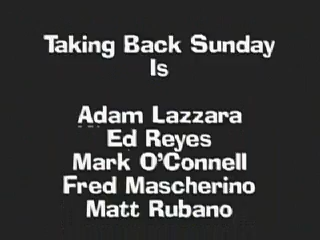 Taking Back Sunday
Is
Adam Lazzara
Ed Reyes
Mark O'Connell
Fred Mascherino
Matt Rubano